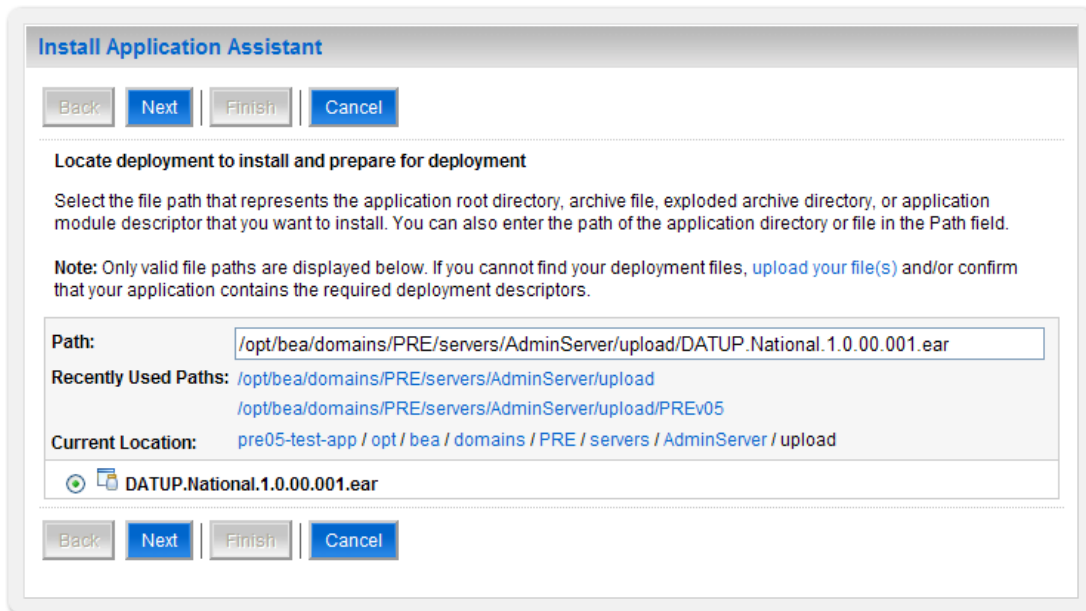 Install Application Assistant
Back Next Finish Cancel
Locate deployment to install and prepare for deployment
Select the file path that represents the application root directory, archive file, exploded archive directory, or application
module descriptor that you want to install. You can also enter the path of the application directory or file in the Path field.
Note: Only valid file paths are displayed below. If you cannot find your deployment files, upload your file(s) and/or confirm
that your application contains the required deployment descriptors.
Path: /opt/bea/domains/PRE/servers/AdminServer/upload/DATUP.National.1.0.00.001.ear
Recently Used Paths: /opt/bea/domains/PRE/servers/AdminServer/upload
/opt/bea/domains/PRE/servers/AdminServer/upload/PREv05
Current Location: pre05-test-app / opt / bea / domains / PRE / servers / AdminServer / upload
DATUP.National.1.0.00.001.ear
Back Next Finish Cancel